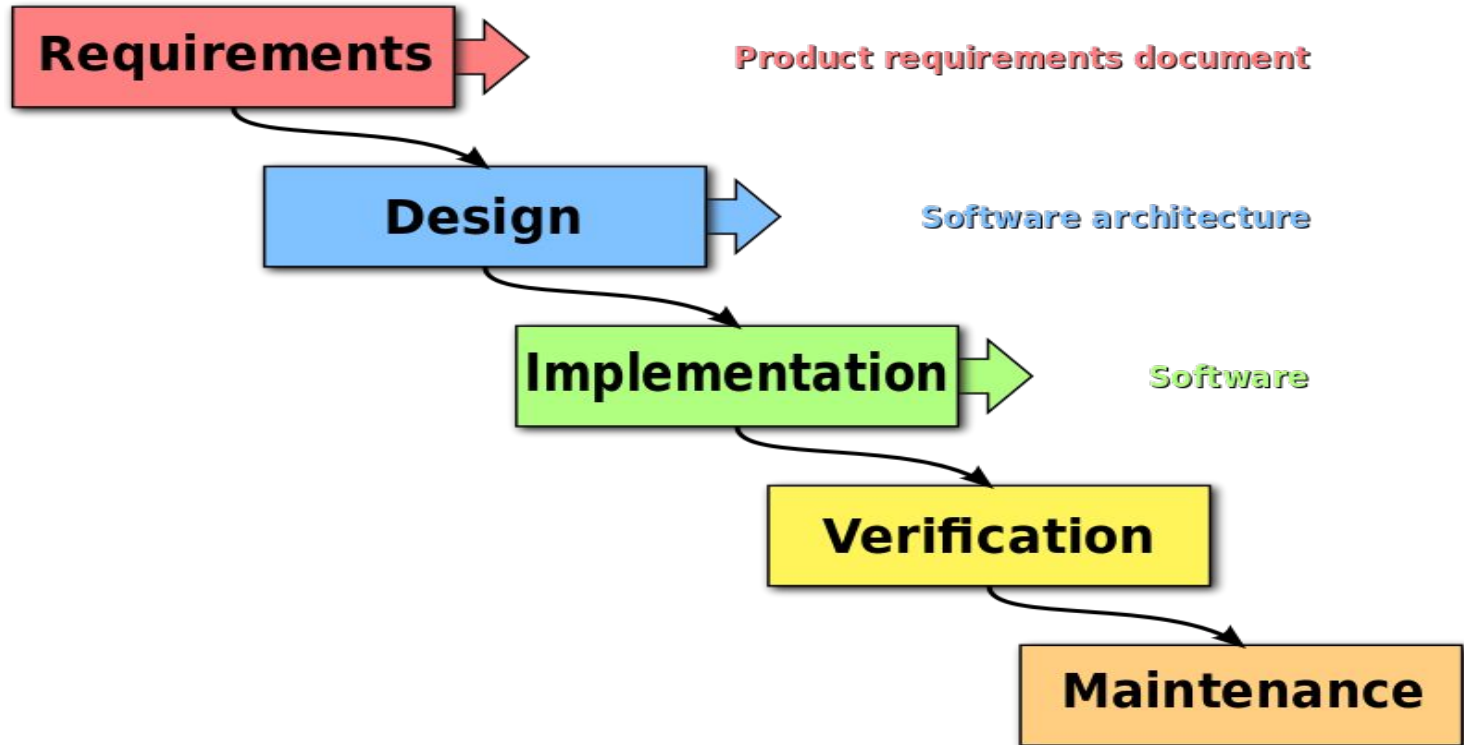 Requirements
Product requirements document
Design
Software architecture
Implementation
Software
Verification
Maintenance